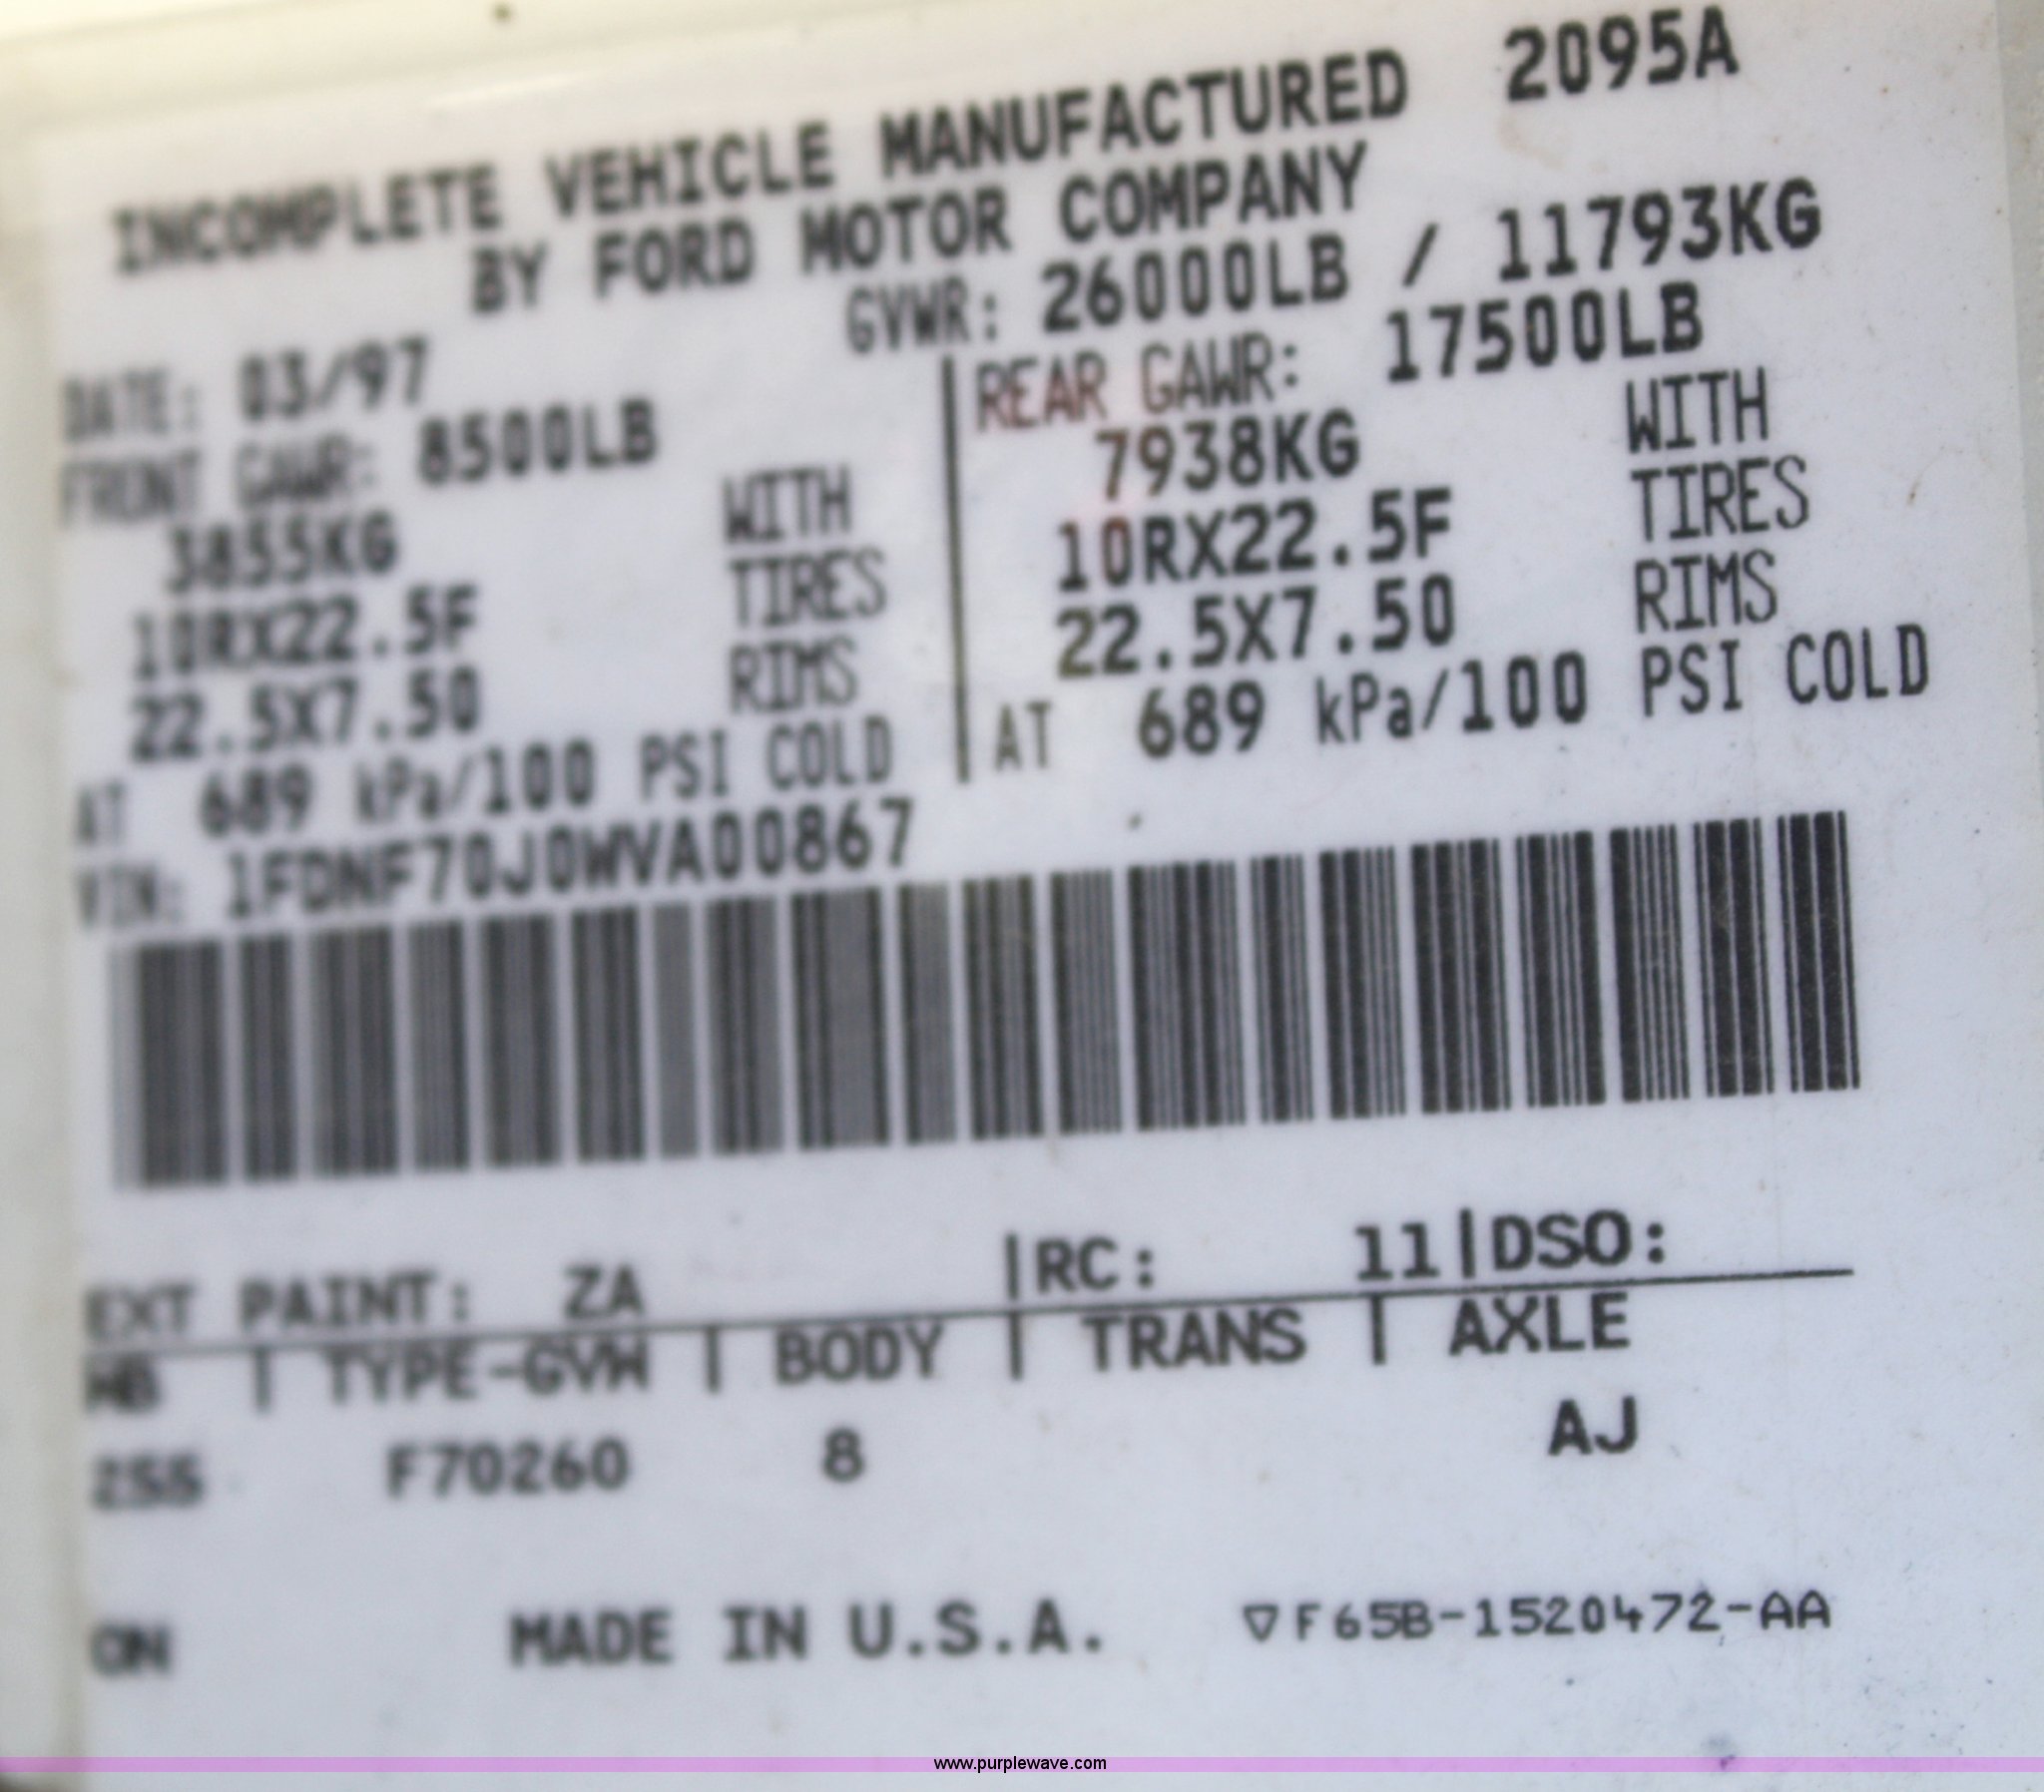 INCOMPLETE VEHICLE MANUFACTURED 2095A
BY FORD MOTOR COMPANY
GVWR: 26000LB / 11793KG
DATE: 03/97
FRONT GAWR: 8500LB
3855KG WITH
10RX22.5F TIRES
22.5X7.50 RIMS
AT 689 kPa/100 PSI COLD
REAR GAWR: 17500LB
7938KG WITH
10RX22.5F TIRES
22.5X7.50 RIMS
AT 689 kPa/100 PSI COLD
VIN: 1FDNF70J0WVA00867
EXT PAINT: ZA |RC: 11|DSO:
WB | TYPE-GVW | BODY | TRANS | AXLE
255 F70260 8 AJ
ON MADE IN U.S.A. ▽F65B-1520472-AA
www.purplewave.com